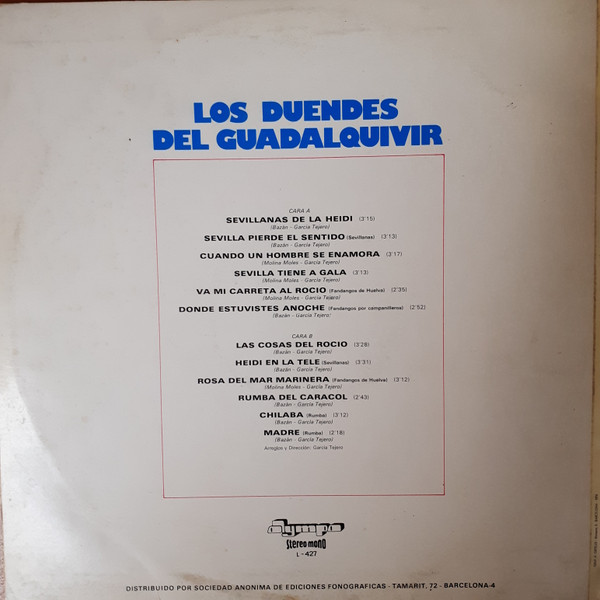 LOS DUENDES
DEL GUADALQUIVIR
CARA A
SEVILLANAS DE LA HEIDI (3'15)
(Bazán - García Tejero)
SEVILLA PIERDE EL SENTIDO (Sevillanas) (3'13)
(Bazán - García Tejero)
CUANDO UN HOMBRE SE ENAMORA (3'17)
(Molina Moles - García Tejero)
SEVILLA TIENE A GALA (3'13)
(Molina Moles - García Tejero)
VA MI CARRETA AL ROCIO (Fandangos de Huelva) (2'35)
(Molina Moles - García Tejero)
DONDE ESTUVISTES ANOCHE (Fandangos por campanilleros) (2'52)
(Bazán - García Tejero)
CARA B
LAS COSAS DEL ROCIO (3'28)
(Bazán - García Tejero)
HEIDI EN LA TELE (Sevillanas) (3'31)
(Bazán - García Tejero)
ROSA DEL MAR MARINERA (Fandangos de Huelva) (3'12)
(Molina Moles - García Tejero)
RUMBA DEL CARACOL (2'43)
(Bazán - García Tejero)
CHILABA (Rumba) (3'12)
(Bazán - García Tejero)
MADRE (Rumba) (2'18)
(Bazán - García Tejero)
Arreglos y Dirección: García Tejero
Olympo
Stereo mono
L - 427
DISTRIBUIDO POR SOCIEDAD ANONIMA DE EDICIONES FONOGRAFICAS - TAMARIT, 72 - BARCELONA-4